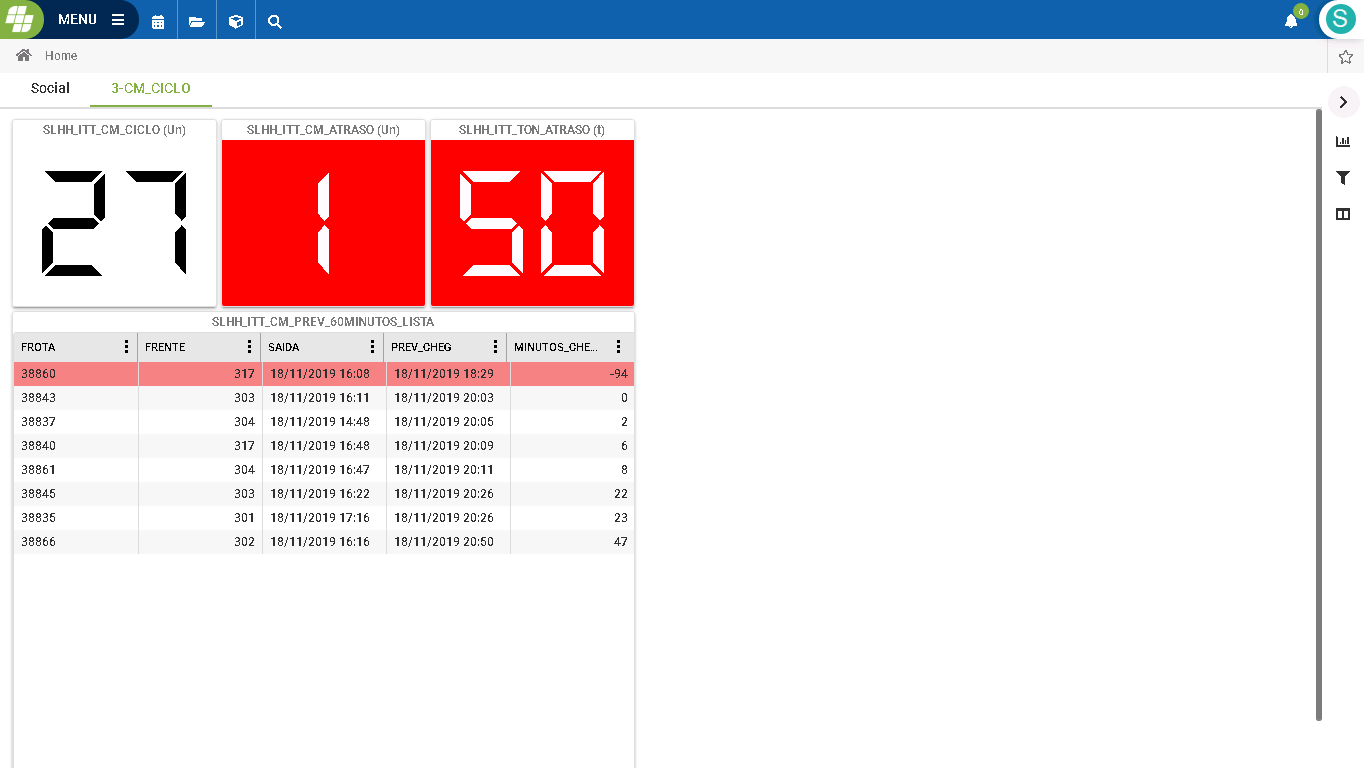 MENU
0
S
Home
Social 3-CM_CICLO
SLHH_ITT_CM_CICLO (Un) SLHH_ITT_CM_ATRASO (Un) SLHH_ITT_TON_ATRASO (t)
27 1 50
SLHH_ITT_CM_PREV_60MINUTOS_LISTA
FROTA FRENTE SAIDA PREV_CHEG MINUTOS_CHE...
38860 317 18/11/2019 16:08 18/11/2019 18:29 -94
38843 303 18/11/2019 16:11 18/11/2019 20:03 0
38837 304 18/11/2019 14:48 18/11/2019 20:05 2
38840 317 18/11/2019 16:48 18/11/2019 20:09 6
38861 304 18/11/2019 16:47 18/11/2019 20:11 8
38845 303 18/11/2019 16:22 18/11/2019 20:26 22
38835 301 18/11/2019 17:16 18/11/2019 20:26 23
38866 302 18/11/2019 16:16 18/11/2019 20:50 47